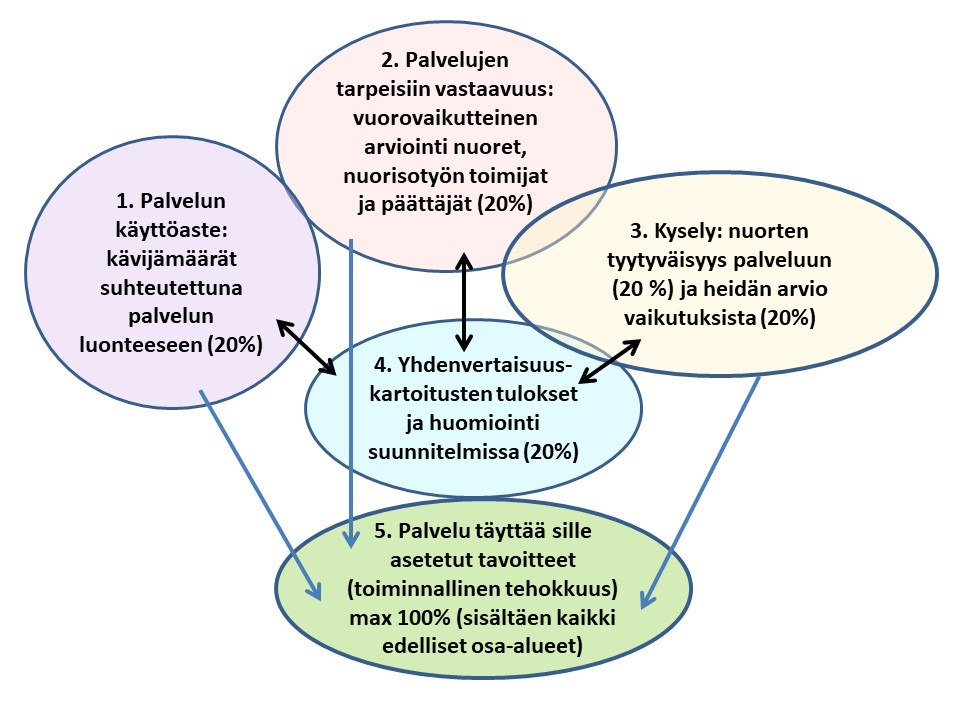 1. Palvelun
käyttöaste:
kävijämäärät
suhteutettuna
palvelun
luonteeseen (20%)
2. Palvelujen
tarpeisiin vastaavuus:
vuorovaikutteinen
arviointi nuoret,
nuorisotyön toimijat
ja päättäjät (20%)
3. Kysely: nuorten
tyytyväisyys palveluun
(20 %) ja heidän arvio
vaikutuksista (20%)
4. Yhdenvertaisuus-
kartoitusten tulokset
ja huomiointi
suunnitelmissa (20%)
5. Palvelu täyttää sille
asetetut tavoitteet
(toiminnallinen tehokkuus)
max 100% (sisältäen kaikki
edelliset osa-alueet)